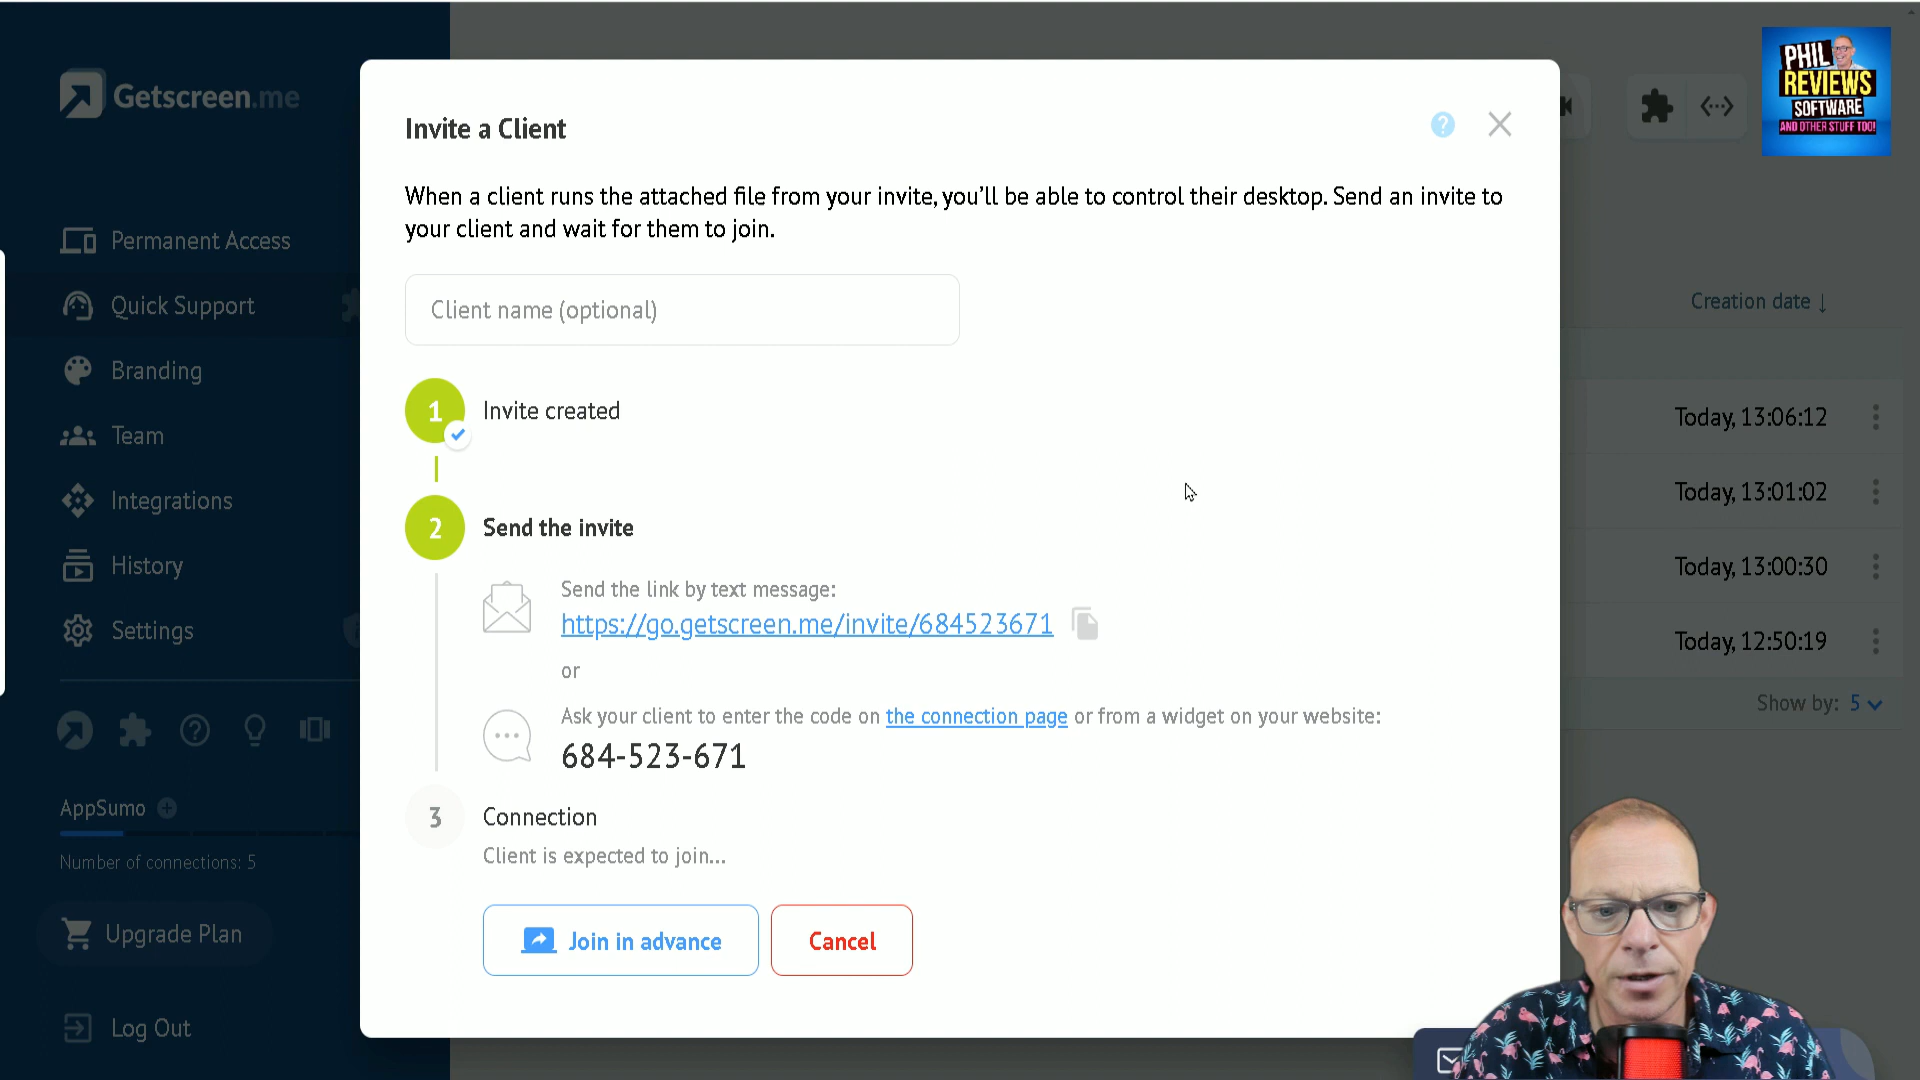 Getscreen.me
Permanent Access
Quick Support
Branding
Team
Integrations
History
Settings
AppSumo
Number of connections: 5
Upgrade Plan
Log Out
Invite a Client
When a client runs the attached file from your invite, you’ll be able to control their desktop. Send an invite to
your client and wait for them to join.
Client name (optional)
1 Invite created
2 Send the invite
Send the link by text message:
https://go.getscreen.me/invite/684523671
or
Ask your client to enter the code on the connection page or from a widget on your website:
684-523-671
3 Connection
Client is expected to join...
Join in advance
Cancel
Creation date ↓
Today, 13:06:12
Today, 13:01:02
Today, 13:00:30
Today, 12:50:19
Show by: 5
PHIL
REVIEWS
SOFTWARE
AND OTHER STUFF TOO!